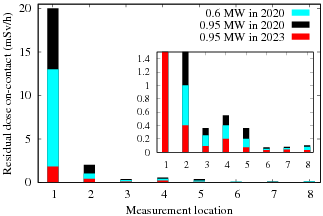 0.6 MW in 2020
0.95 MW in 2020
0.95 MW in 2023
Residual dose on-contact (mSv/h)
20
15
10
5
0
1.4
1.2
1
0.8
0.6
0.4
0.2
0
1 2 3 4 5 6 7 8
1 2 3 4 5 6 7 8
Measurement location